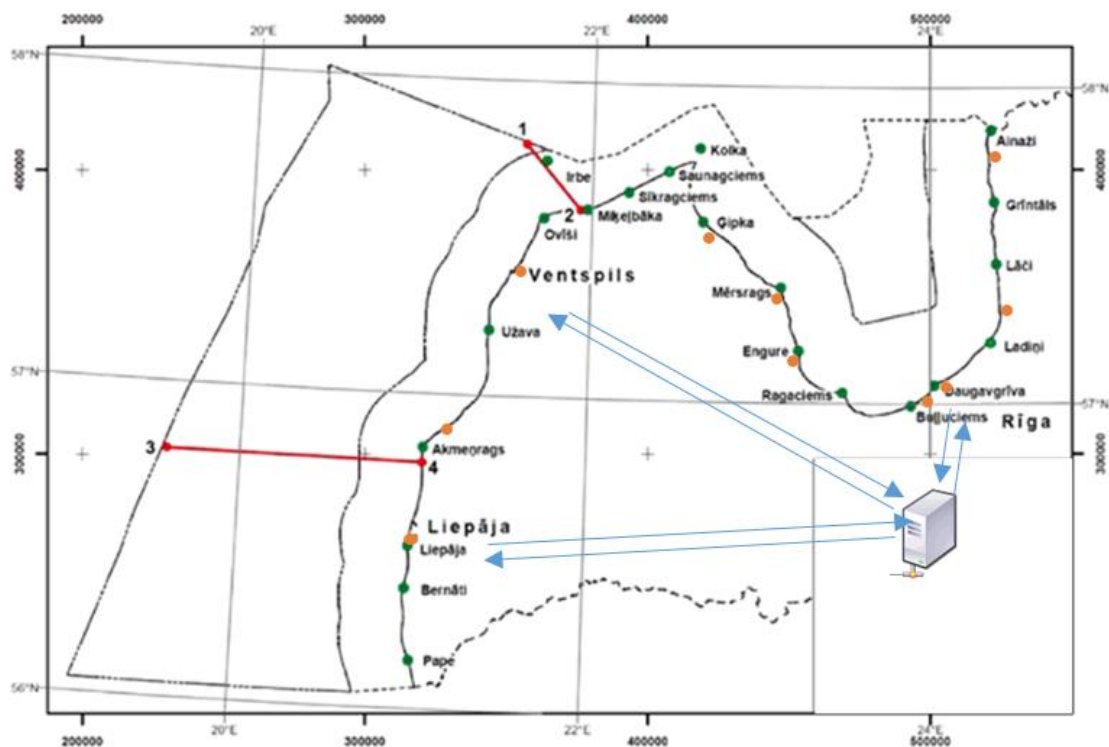 200000
300000
400000
500000
20°E
22°E
24°E
58°N
58°N
1
Ainaži
Kolka
400000
Irbe
Saunagciems
400000
Sīkragciems
2
Miķeļbāka
Grīntāls
Ovīši
Ģipka
Ventspils
Lāči
Mērsrags
Užava
Engure
Ladiņi
57°N
Ragaciems
Daugavgrīva
57°N
Buļļuciems
Rīga
3
Akmeņrags
4
300000
300000
Liepāja
Liepāja
Bernāti
Pape
56°N
20°E
22°E
24°E
200000
300000
400000
500000